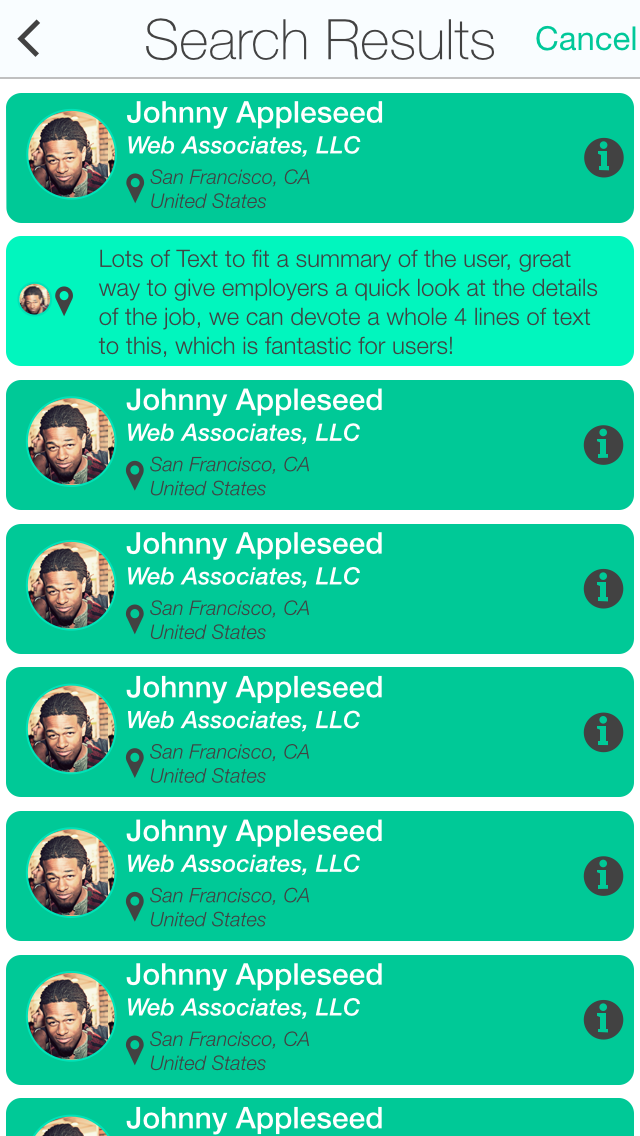 Search Results
Cancel
Johnny Appleseed
Web Associates, LLC
San Francisco, CA
United States
Lots of Text to fit a summary of the user, great
way to give employers a quick look at the details
of the job, we can devote a whole 4 lines of text
to this, which is fantastic for users!
Johnny Appleseed
Web Associates, LLC
San Francisco, CA
United States
Johnny Appleseed
Web Associates, LLC
San Francisco, CA
United States
Johnny Appleseed
Web Associates, LLC
San Francisco, CA
United States
Johnny Appleseed
Web Associates, LLC
San Francisco, CA
United States
Johnny Appleseed
Web Associates, LLC
San Francisco, CA
United States
Johnny Appleseed